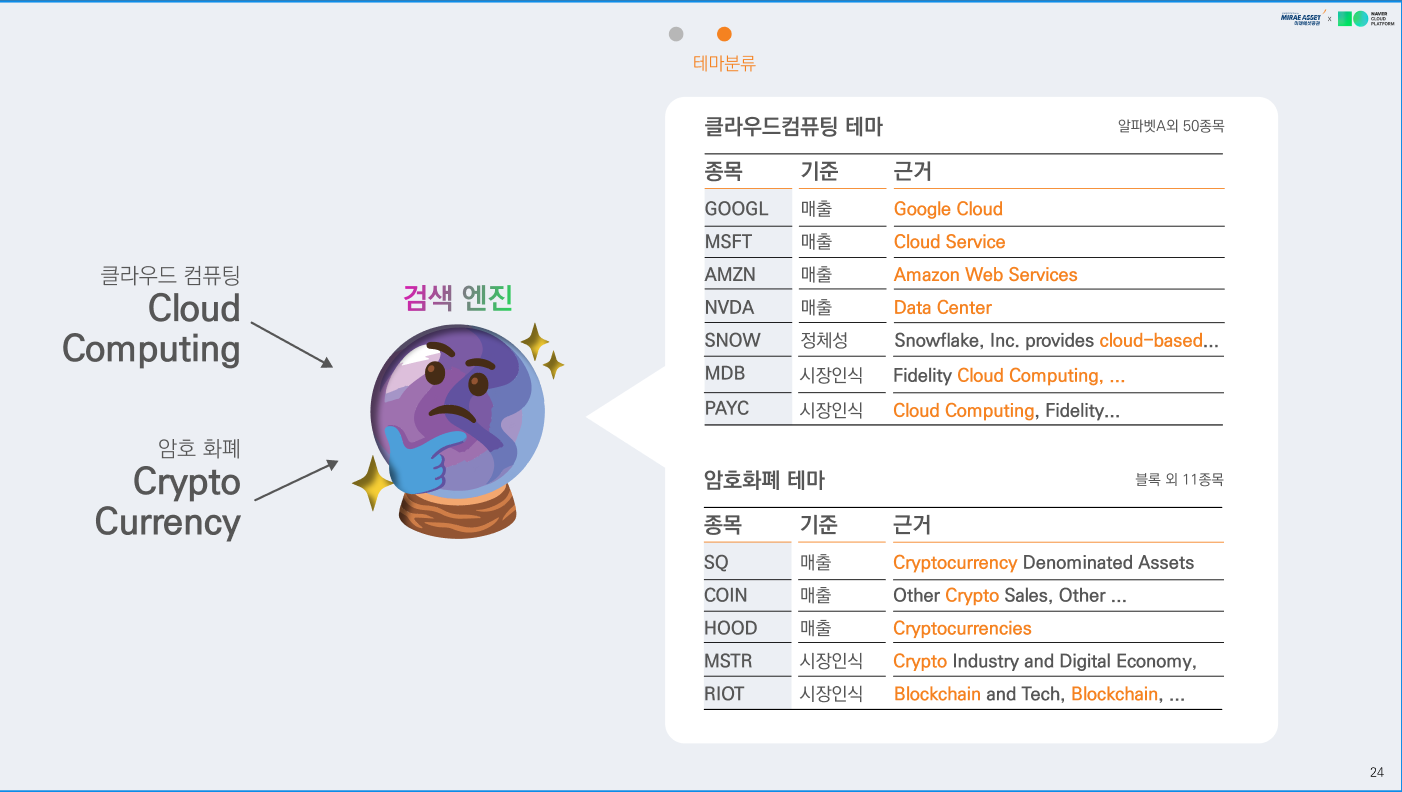 MIRAE ASSET
미래에셋증권
x
NAVER
CLOUD
PLATFORM
테마분류
클라우드 컴퓨팅
Cloud
Computing
암호 화폐
Crypto
Currency
검색 엔진
클라우드컴퓨팅 테마 알파벳A외 50종목
종목 기준 근거
GOOGL 매출 Google Cloud
MSFT 매출 Cloud Service
AMZN 매출 Amazon Web Services
NVDA 매출 Data Center
SNOW 정체성 Snowflake, Inc. provides cloud-based...
MDB 시장인식 Fidelity Cloud Computing, ...
PAYC 시장인식 Cloud Computing, Fidelity...
암호화폐 테마 블록 외 11종목
종목 기준 근거
SQ 매출 Cryptocurrency Denominated Assets
COIN 매출 Other Crypto Sales, Other ...
HOOD 매출 Cryptocurrencies
MSTR 시장인식 Crypto Industry and Digital Economy,
RIOT 시장인식 Blockchain and Tech, Blockchain, ...
24